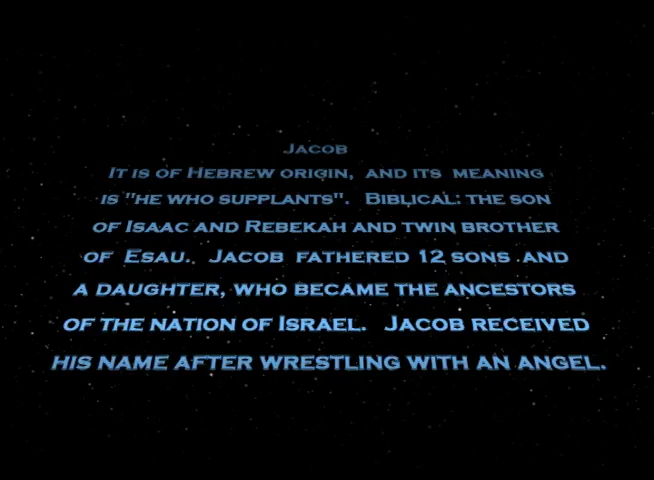 Jacob
It is of Hebrew origin, and its meaning
is "he who supplants". Biblical: the son
of Isaac and Rebekah and twin brother
of Esau. Jacob fathered 12 sons and
a daughter, who became the ancestors
of the nation of Israel. Jacob received
his name after wrestling with an angel.